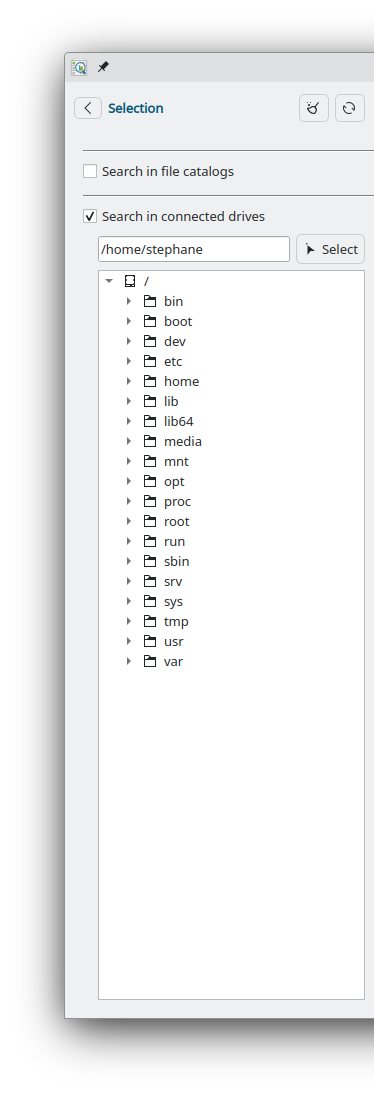 Selection
Search in file catalogs
Search in connected drives
/home/stephane
Select
/
bin
boot
dev
etc
home
lib
lib64
media
mnt
opt
proc
root
run
sbin
srv
sys
tmp
usr
var